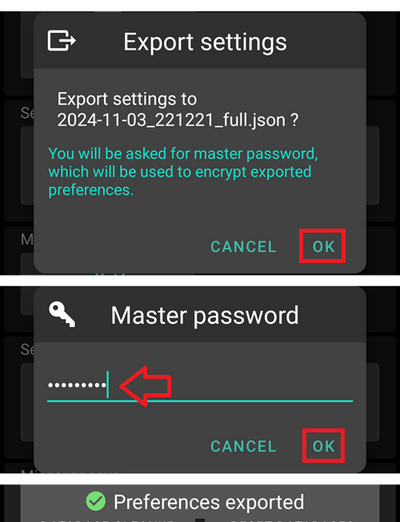 Export settings
Export settings to
2024-11-03_221221_full.json ?
You will be asked for master password,
which will be used to encrypt exported
preferences.
CANCEL OK
Master password
•••••••••
CANCEL OK
Preferences exported